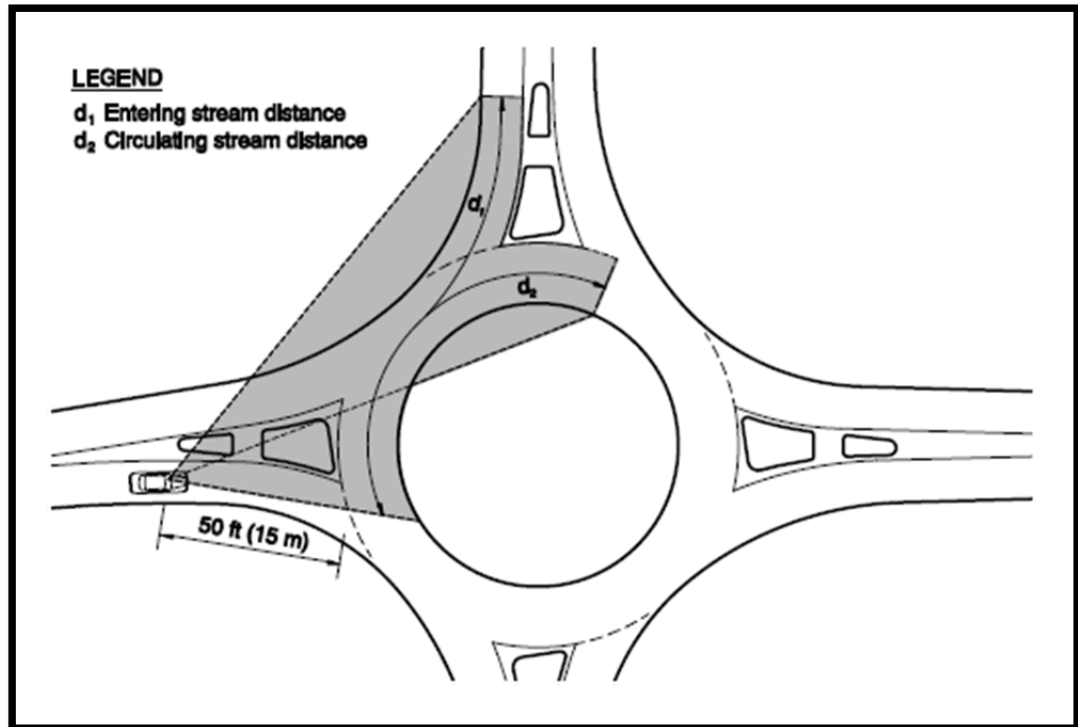 LEGEND
d₁ Entering stream distance
d₂ Circulating stream distance
d₁
d₂
50 ft (15 m)